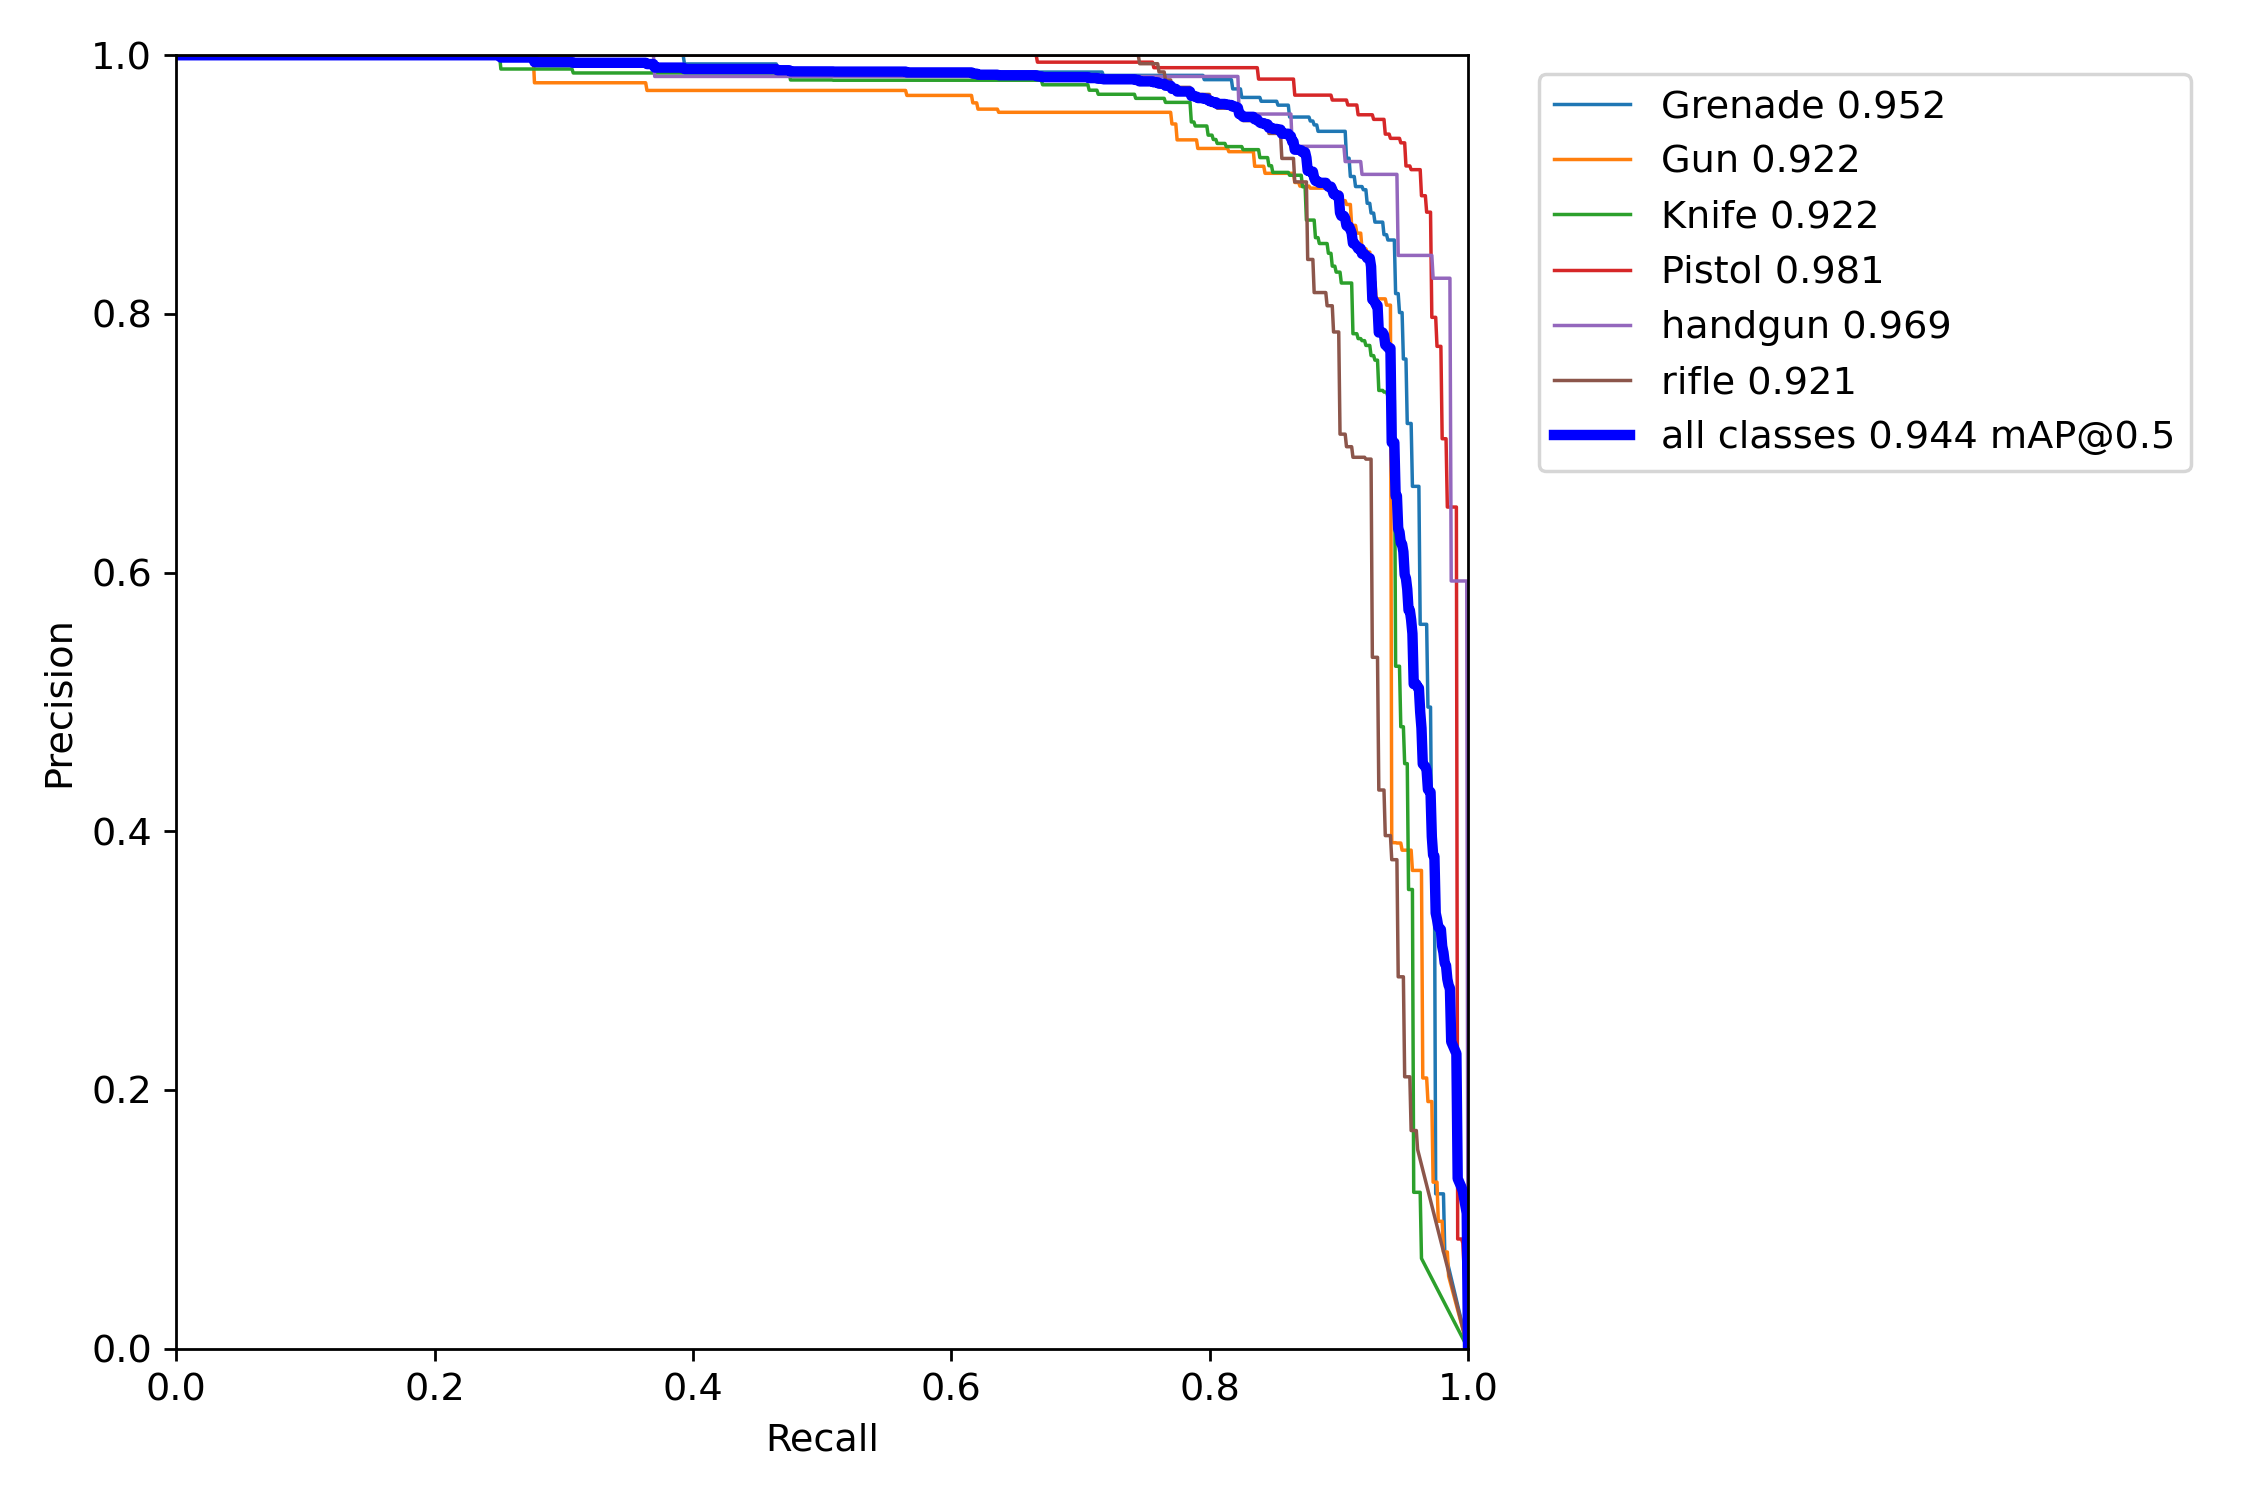 1.0
0.8
0.6
0.4
0.2
0.0
Precision
0.0 0.2 0.4 0.6 0.8 1.0
Recall
Grenade 0.952
Gun 0.922
Knife 0.922
Pistol 0.981
handgun 0.969
rifle 0.921
all classes 0.944 mAP@0.5